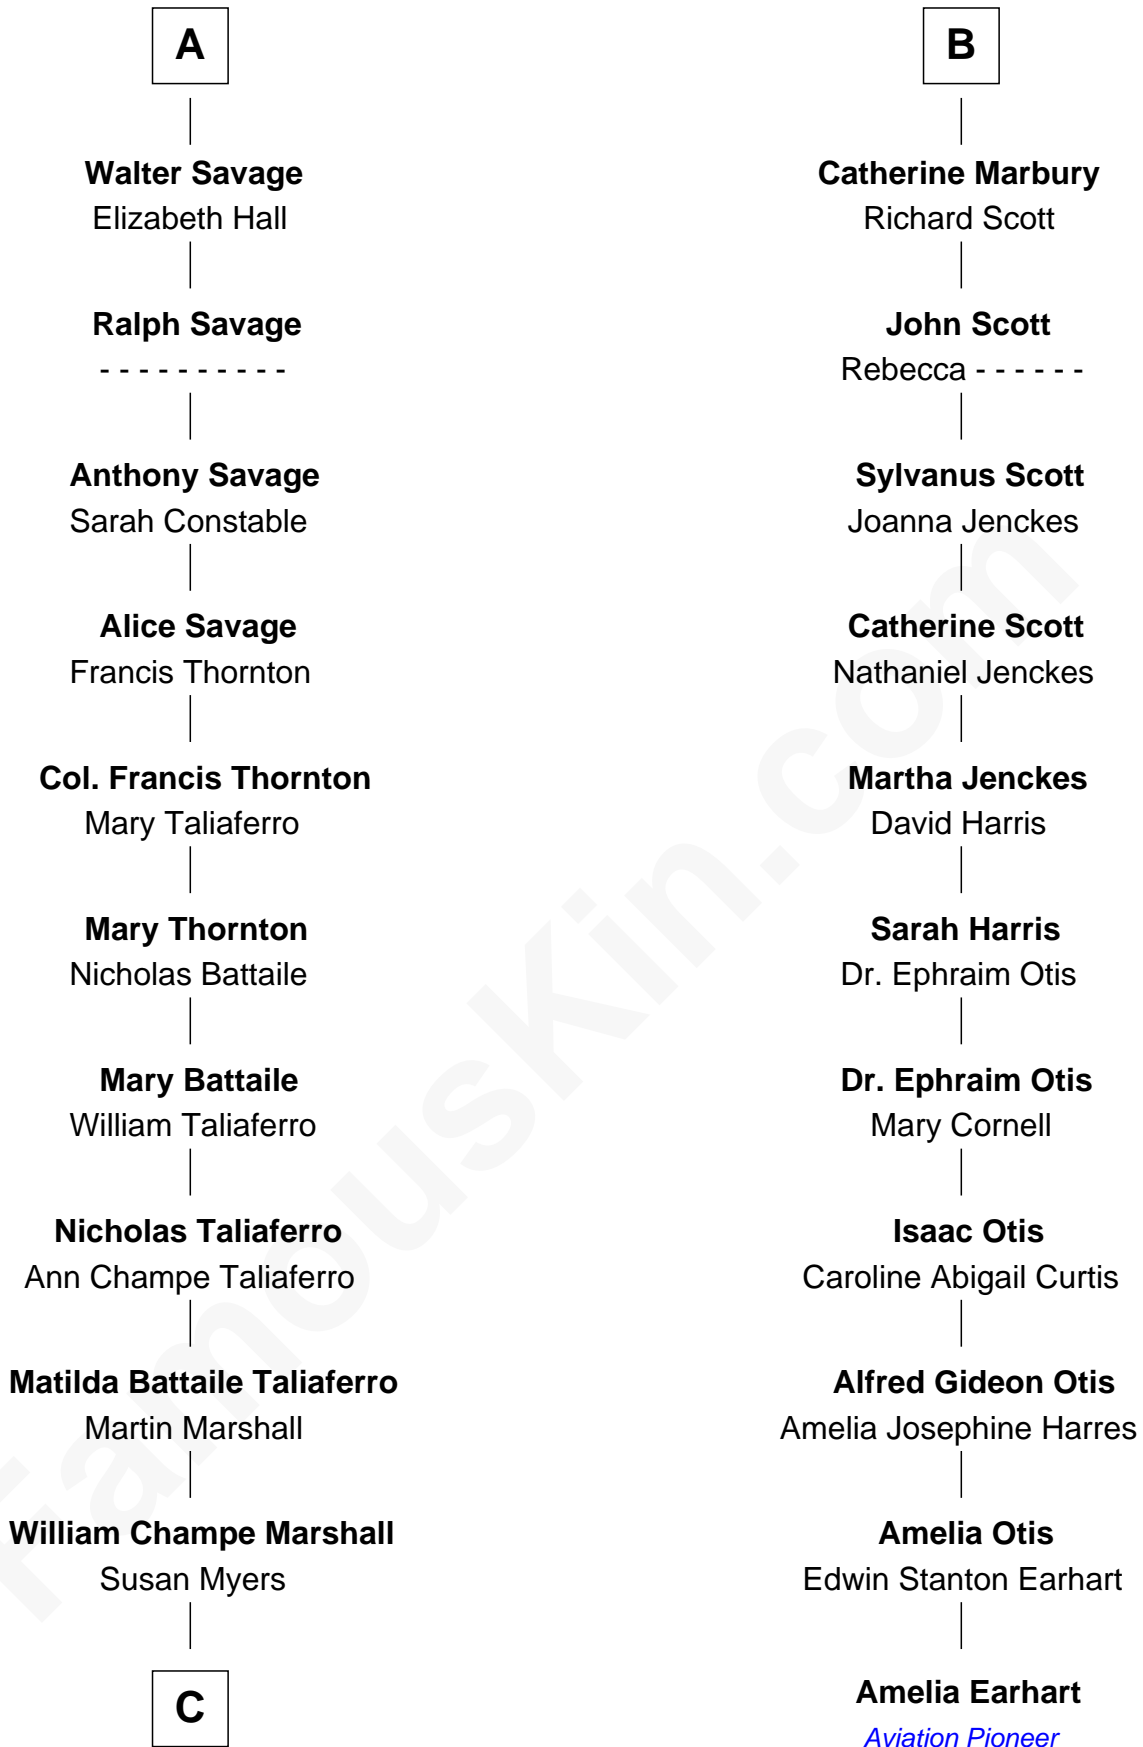 A
Walter Savage
Elizabeth Hall
Ralph Savage
- - - - - - - - - -
Anthony Savage
Sarah Constable
Alice Savage
Francis Thornton
Col. Francis Thornton
Mary Taliaferro
Mary Thornton
Nicholas Battaile
Mary Battaile
William Taliaferro
Nicholas Taliaferro
Ann Champe Taliaferro
Matilda Battaile Taliaferro
Martin Marshall
William Champe Marshall
Susan Myers
C
B
Catherine Marbury
Richard Scott
John Scott
Rebecca - - - - - -
Sylvanus Scott
Joanna Jenckes
Catherine Scott
Nathaniel Jenckes
Martha Jenckes
David Harris
Sarah Harris
Dr. Ephraim Otis
Dr. Ephraim Otis
Mary Cornell
Isaac Otis
Caroline Abigail Curtis
Alfred Gideon Otis
Amelia Josephine Harres
Amelia Otis
Edwin Stanton Earhart
Amelia Earhart
Aviation Pioneer
FamousKin.com